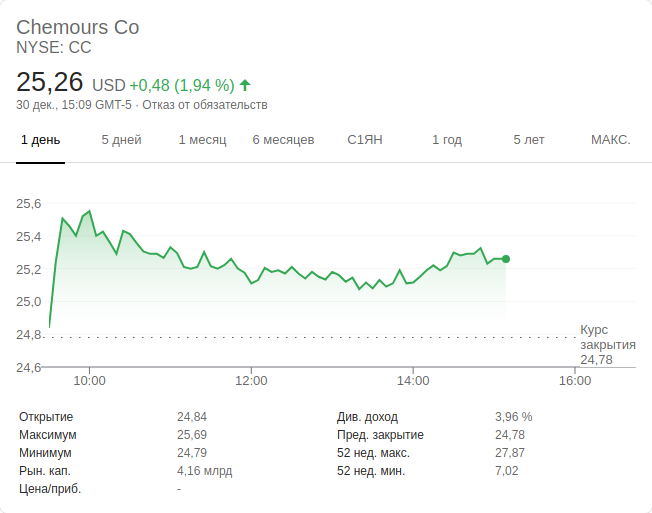 Chemours Co
NYSE: CC
25,26 USD +0,48 (1,94 %)
30 дек., 15:09 GMT-5 · Отказ от обязательств
1 день 5 дней 1 месяц 6 месяцев С1ЯН 1 год 5 лет МАКС.
25,6
25,4
25,2
25,0
24,8
Курс
закрытия
24,78
24,6
10:00 12:00 14:00 16:00
Открытие 24,84 Див. доход 3,96 %
Максимум 25,69 Пред. закрытие 24,78
Минимум 24,79 52 нед. макс. 27,87
Рын. кап. 4,16 млрд 52 нед. мин. 7,02
Цена/приб. -